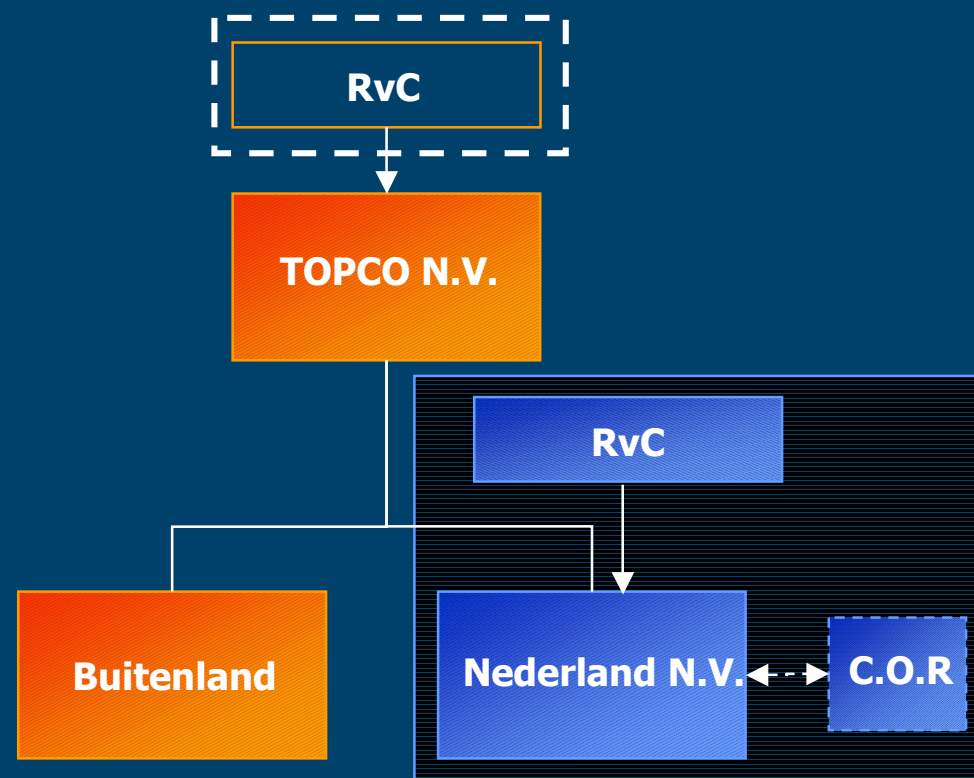 RvC
TOPCO N.V.
RvC
Buitenland
Nederland N.V.
C.O.R